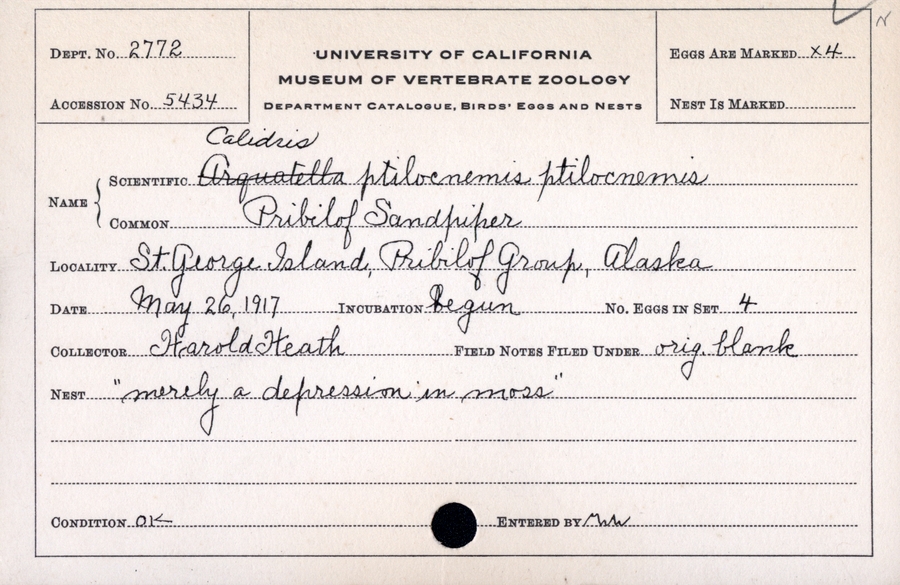 DEPT. No. 2772
ACCESSION No. 5434
UNIVERSITY OF CALIFORNIA
MUSEUM OF VERTEBRATE ZOOLOGY
DEPARTMENT CATALOGUE, BIRDS' EGGS AND NESTS
EGGS ARE MARKED x4
NEST IS MARKED
N
Calidris
NAME { SCIENTIFIC Arquatella ptilocnemis ptilocnemis
COMMON Pribilof Sandpiper
LOCALITY St. George Island, Pribilof Group, Alaska
DATE May 26, 1917 INCUBATION begun NO. EGGS IN SET 4
COLLECTOR Harold Heath FIELD NOTES FILED UNDER orig. blank
NEST "merely a depression in moss"
CONDITION OK ENTERED BY